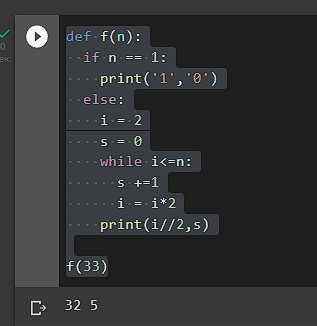 def f(n):
  if n == 1:
    print('1','0')
  else:
    i = 2
    s = 0
    while i<=n:
      s +=1
      i = i*2
    print(i//2,s)

f(33)
32 5